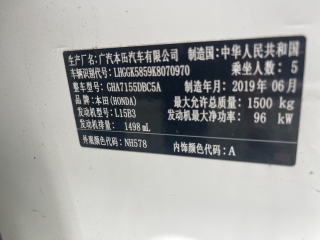 生产厂名：广汽本田汽车有限公司 制造国：中华人民共和国
车辆识别代号：LHGGK5859K8070970 乘坐人数：5
整车型号：GHA7155DBC5A 制造年月：2019年06月
品牌：本田(HONDA) 最大允许总质量：1500 kg
发动机型号：L15B3 发动机最大净功率：96 kW
发动机排量：1498 mL
外观颜色代码：NH578 内饰颜色代码：A